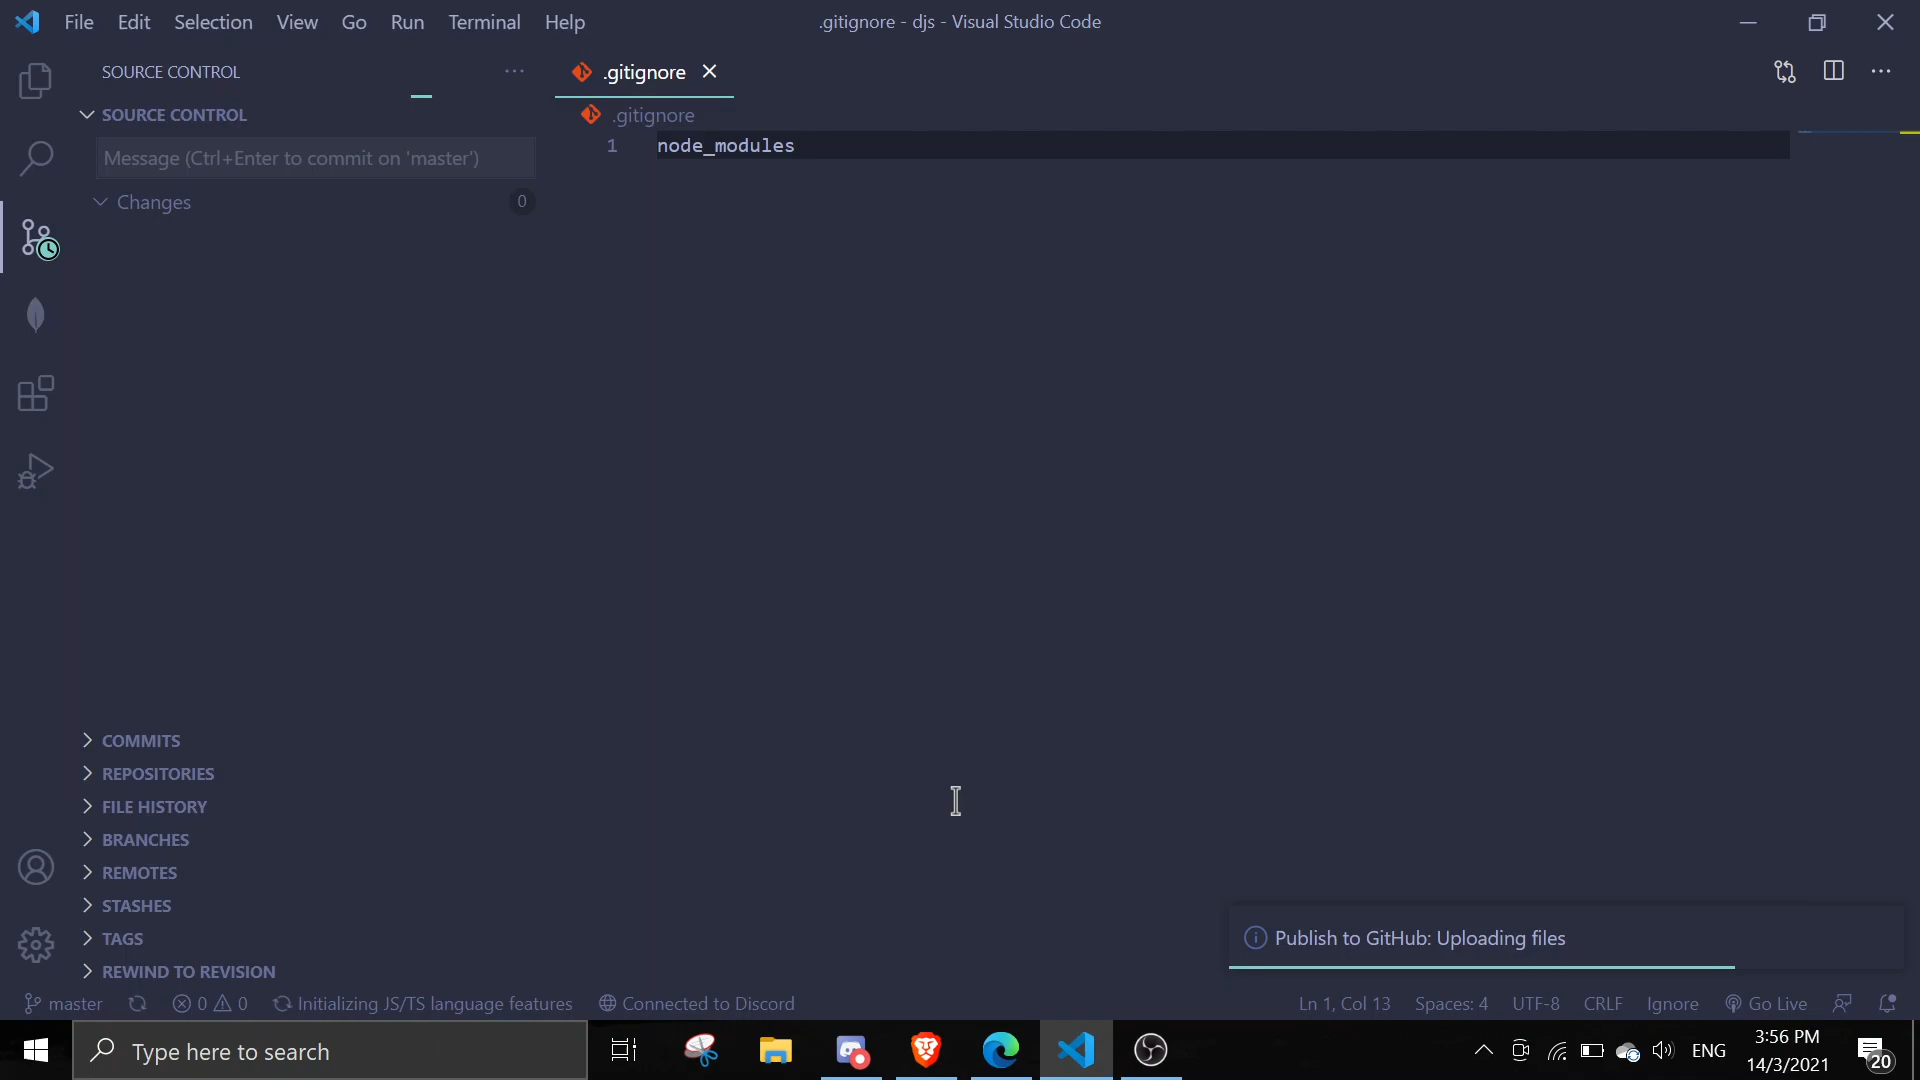 File Edit Selection View Go Run Terminal Help
.gitignore - djs - Visual Studio Code
SOURCE CONTROL
SOURCE CONTROL
Message (Ctrl+Enter to commit on 'master')
Changes 0
COMMITS
REPOSITORIES
FILE HISTORY
BRANCHES
REMOTES
STASHES
TAGS
REWIND TO REVISION
.gitignore
.gitignore
1 node_modules
Publish to GitHub: Uploading files
master 0 0 Initializing JS/TS language features Connected to Discord
Ln 1, Col 13 Spaces: 4 UTF-8 CRLF Ignore Go Live
Type here to search
ENG
3:56 PM
14/3/2021
20